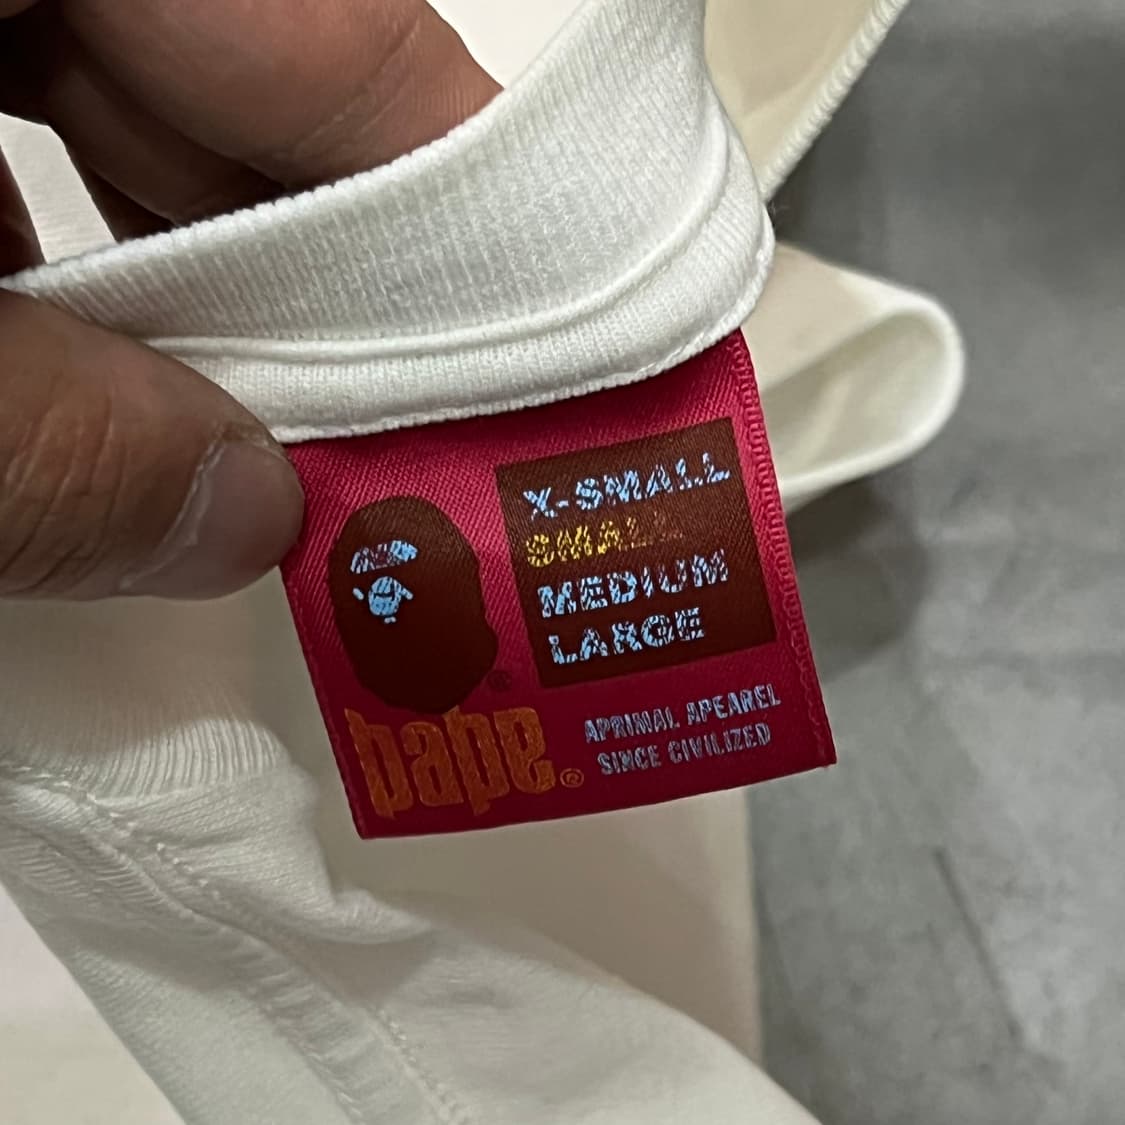 X-SMALL
SMALL
MEDIUM
LARGE
®
bape®
APRIMAL APEAREL
SINCE CIVILIZED